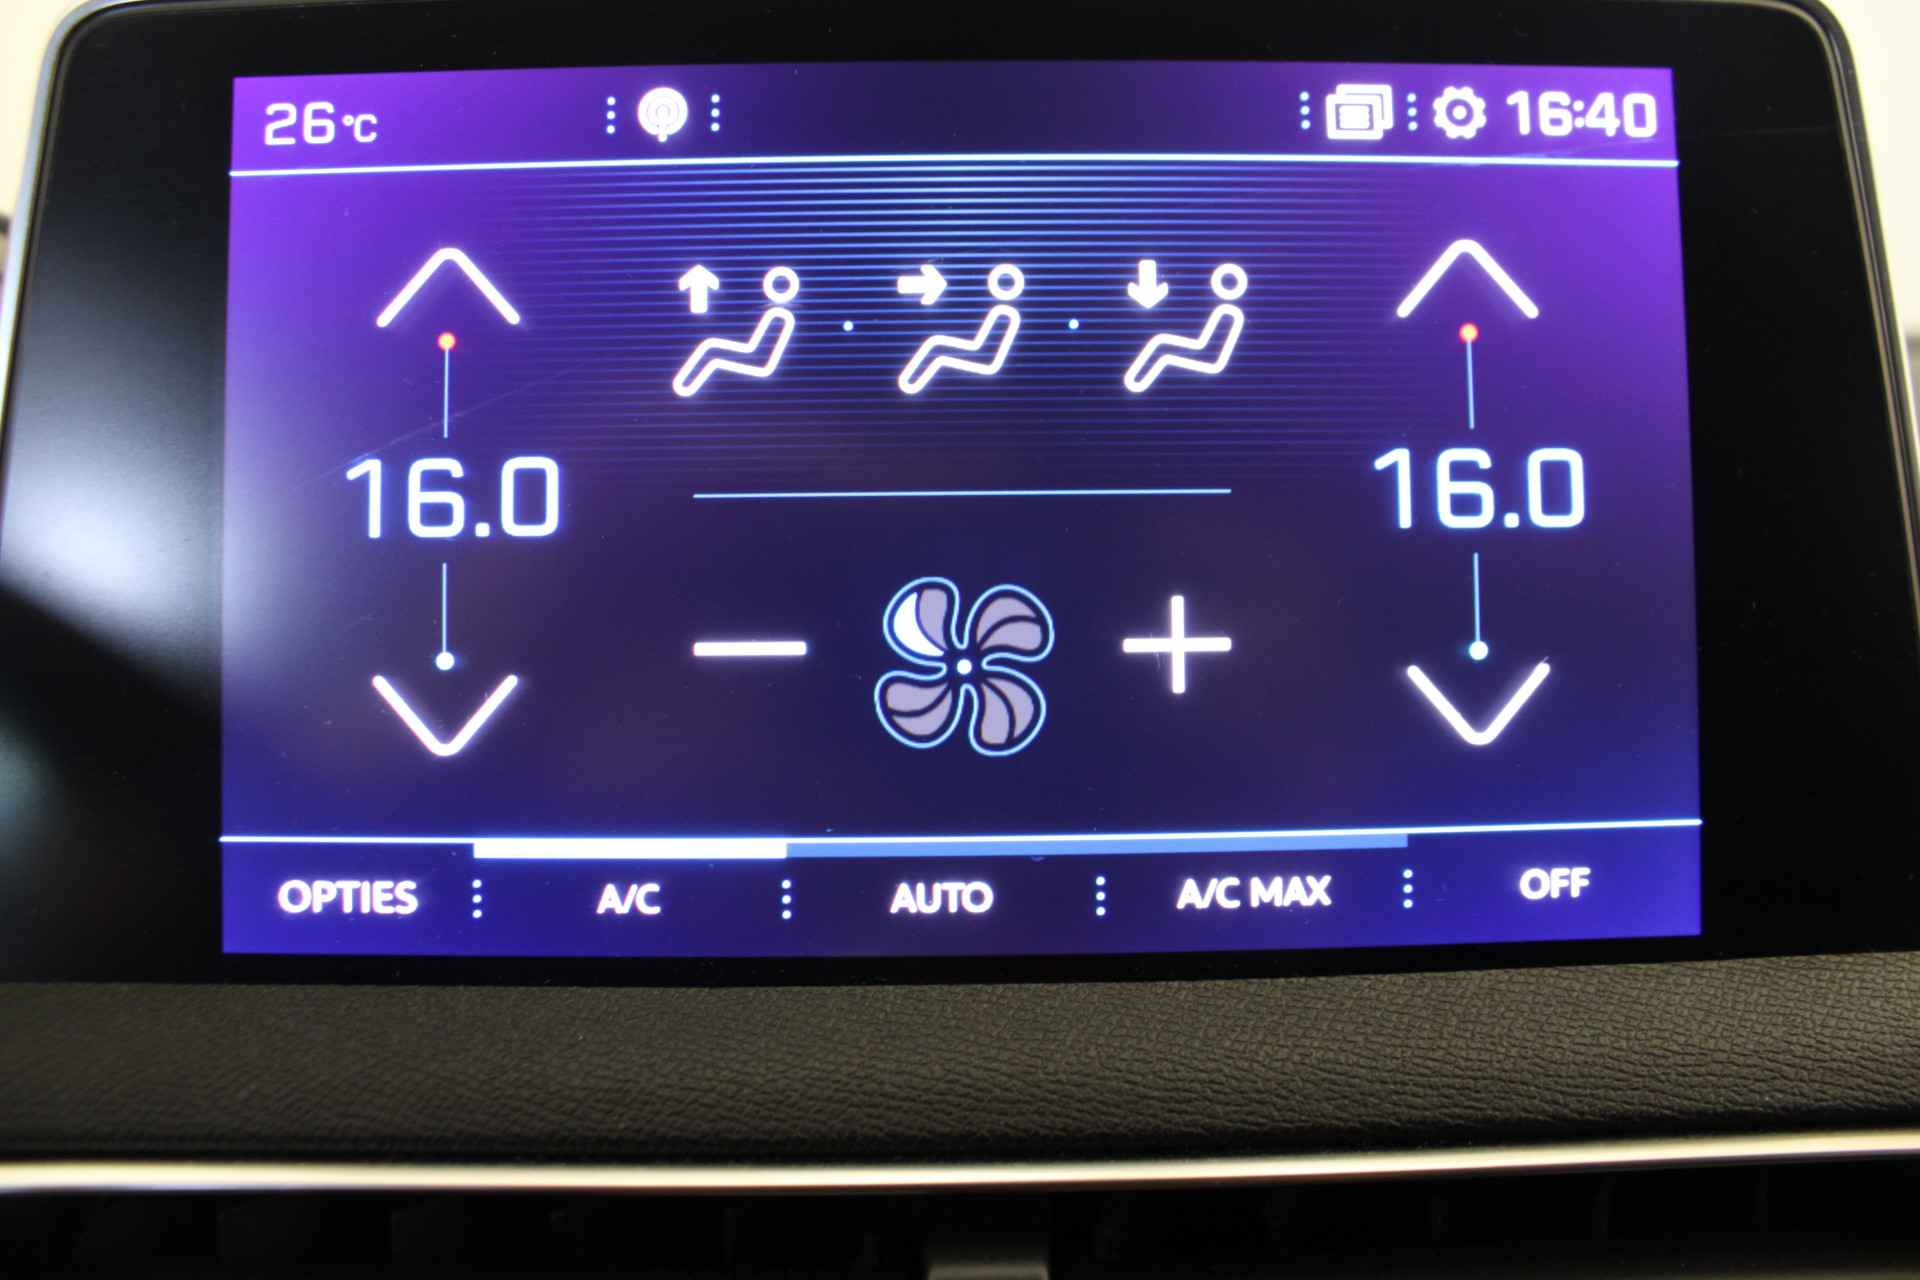 26°C 16:40
16.0 16.0
OPTIES A/C AUTO A/C MAX OFF